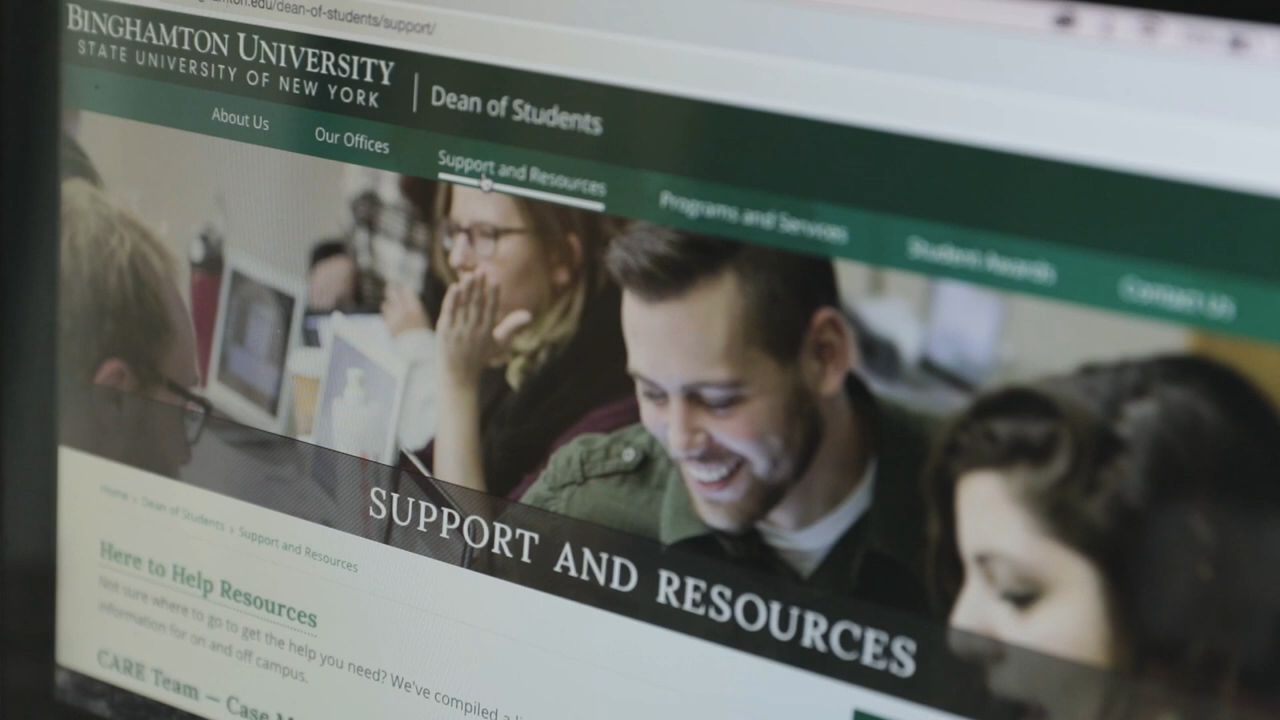 nghamton.edu/dean-of-students/support/
BINGHAMTON UNIVERSITY
STATE UNIVERSITY OF NEW YORK
Dean of Students
About Us
Our Offices
Support and Resources
Programs and Services
Student Awards
Contact Us
SUPPORT AND RESOURCES
Home › Dean of Students › Support and Resources
Here to Help Resources
Not sure where to go to get the help you need? We've compiled a
information for on and off campus.
CARE Team — Case